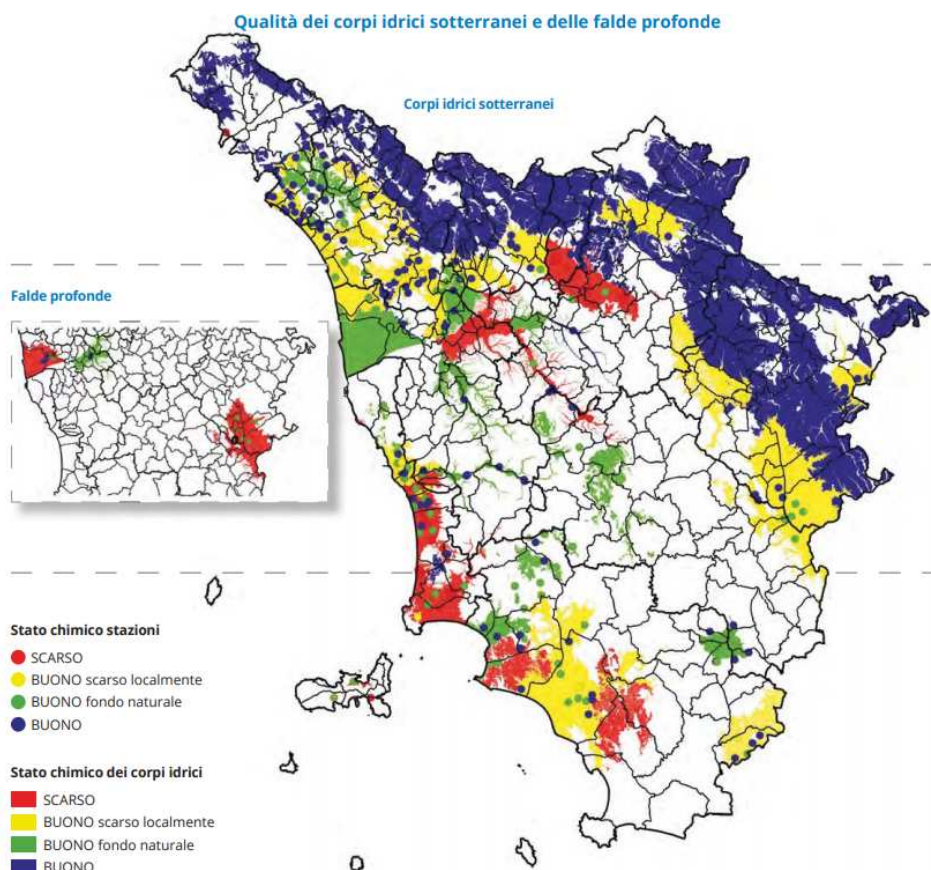 Qualità dei corpi idrici sotterranei e delle falde profonde
Corpi idrici sotterranei
Falde profonde
Stato chimico stazioni
SCARSO
BUONO scarso localmente
BUONO fondo naturale
BUONO
Stato chimico dei corpi idrici
SCARSO
BUONO scarso localmente
BUONO fondo naturale
BUONO